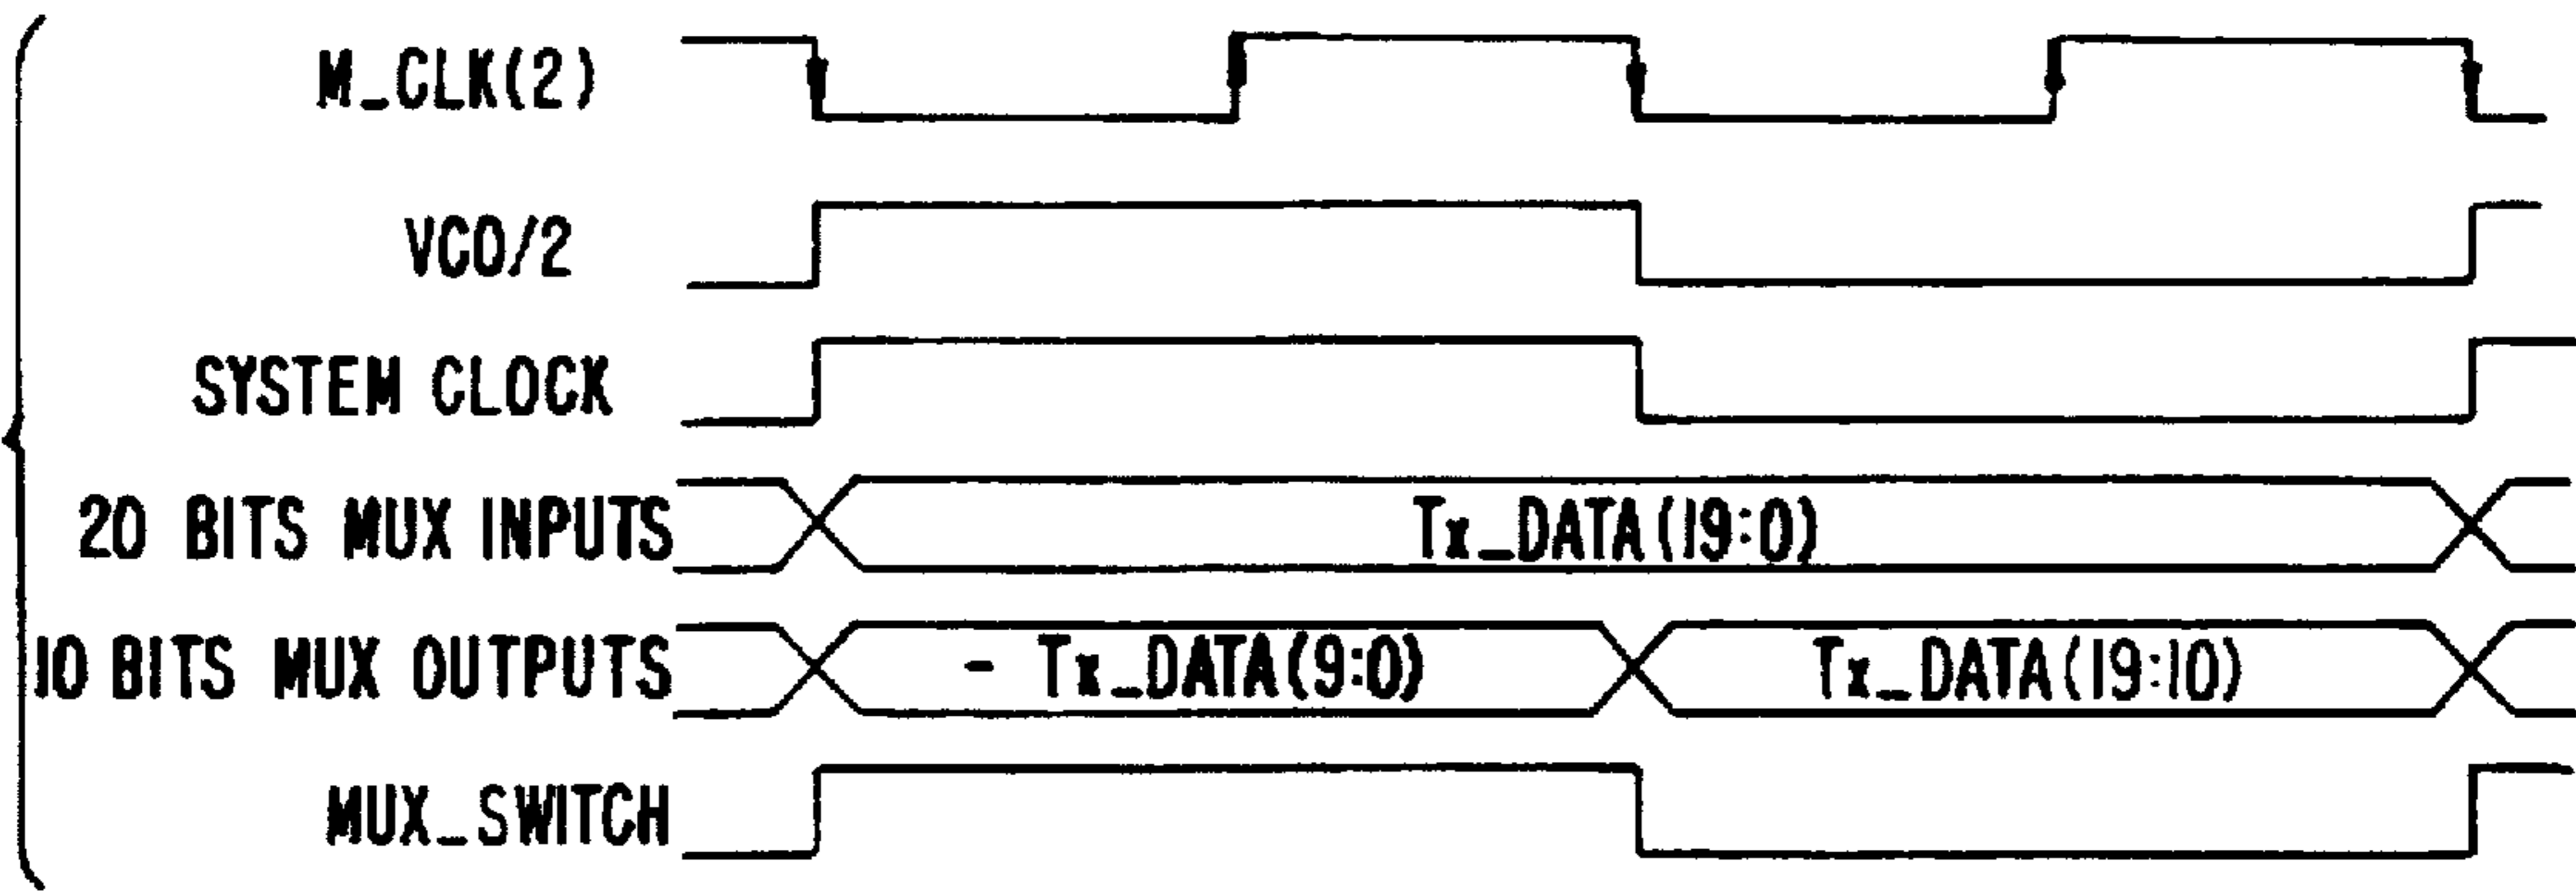 M_CLK(2)
VCO/2
SYSTEM CLOCK
20 BITS MUX INPUTS
Tx_DATA(19:0)
10 BITS MUX OUTPUTS
- Tx_DATA(9:0)
Tx_DATA(19:10)
MUX_SWITCH